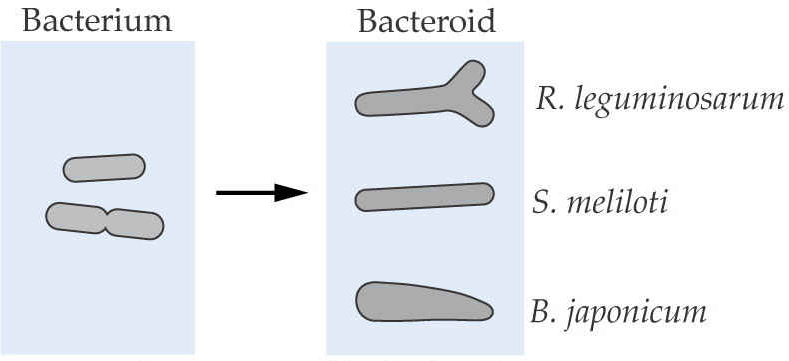 Bacterium
Bacteroid
R. leguminosarum
S. meliloti
B. japonicum